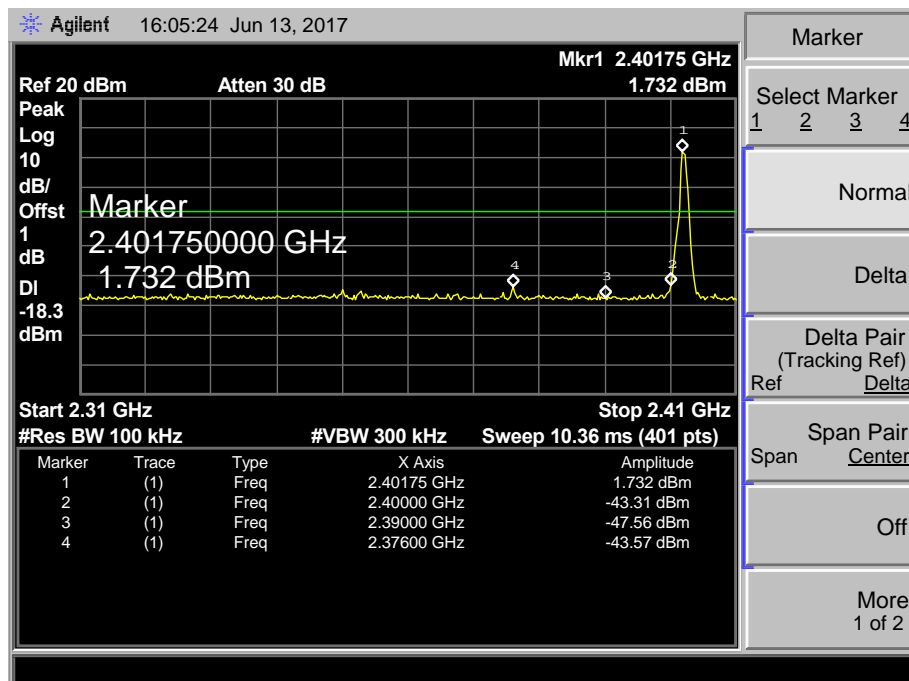 Agilent 16:05:24 Jun 13, 2017
Mkr1 2.40175 GHz
Ref 20 dBm Atten 30 dB 1.732 dBm
Peak
Log
10
dB/
Offst
1
dB
DI
-18.3
dBm
Marker
2.401750000 GHz
1.732 dBm
1
4
3
2
Start 2.31 GHz Stop 2.41 GHz
#Res BW 100 kHz #VBW 300 kHz Sweep 10.36 ms (401 pts)
Marker Trace Type X Axis Amplitude
1 (1) Freq 2.40175 GHz 1.732 dBm
2 (1) Freq 2.40000 GHz -43.31 dBm
3 (1) Freq 2.39000 GHz -47.56 dBm
4 (1) Freq 2.37600 GHz -43.57 dBm
Marker
Select Marker
1 2 3 4
Normal
Delta
Delta Pair
(Tracking Ref)
Ref Delta
Span Pair
Span Center
Off
More
1 of 2